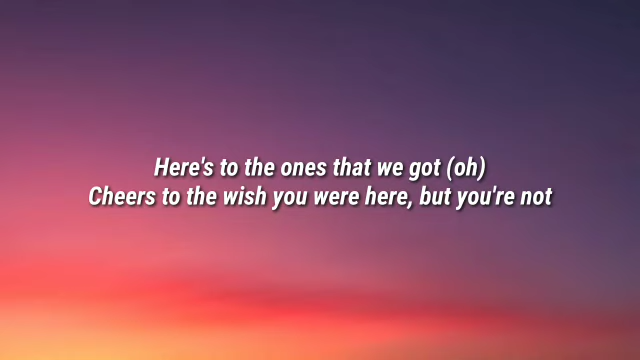 Here's to the ones that we got (oh)
Cheers to the wish you were here, but you're not